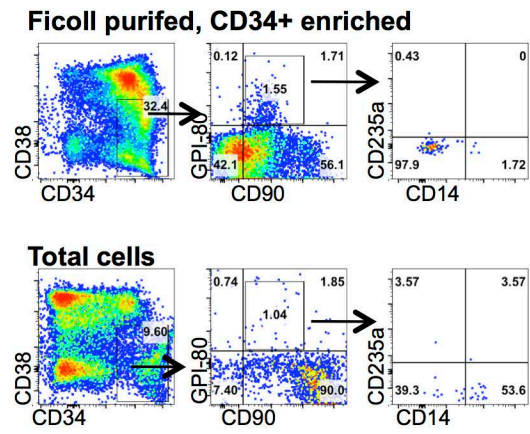 Ficoll purifed, CD34+ enriched
0.12 1.71 0.43 0
32.4 1.55
CD38 GPI-80 CD235a
42.1 56.1 97.9 1.72
CD34 CD90 CD14
Total cells
0.74 1.85 3.57 3.57
9.60 1.04
CD38 GPI-80 CD235a
7.40 90.0 39.3 53.6
CD34 CD90 CD14